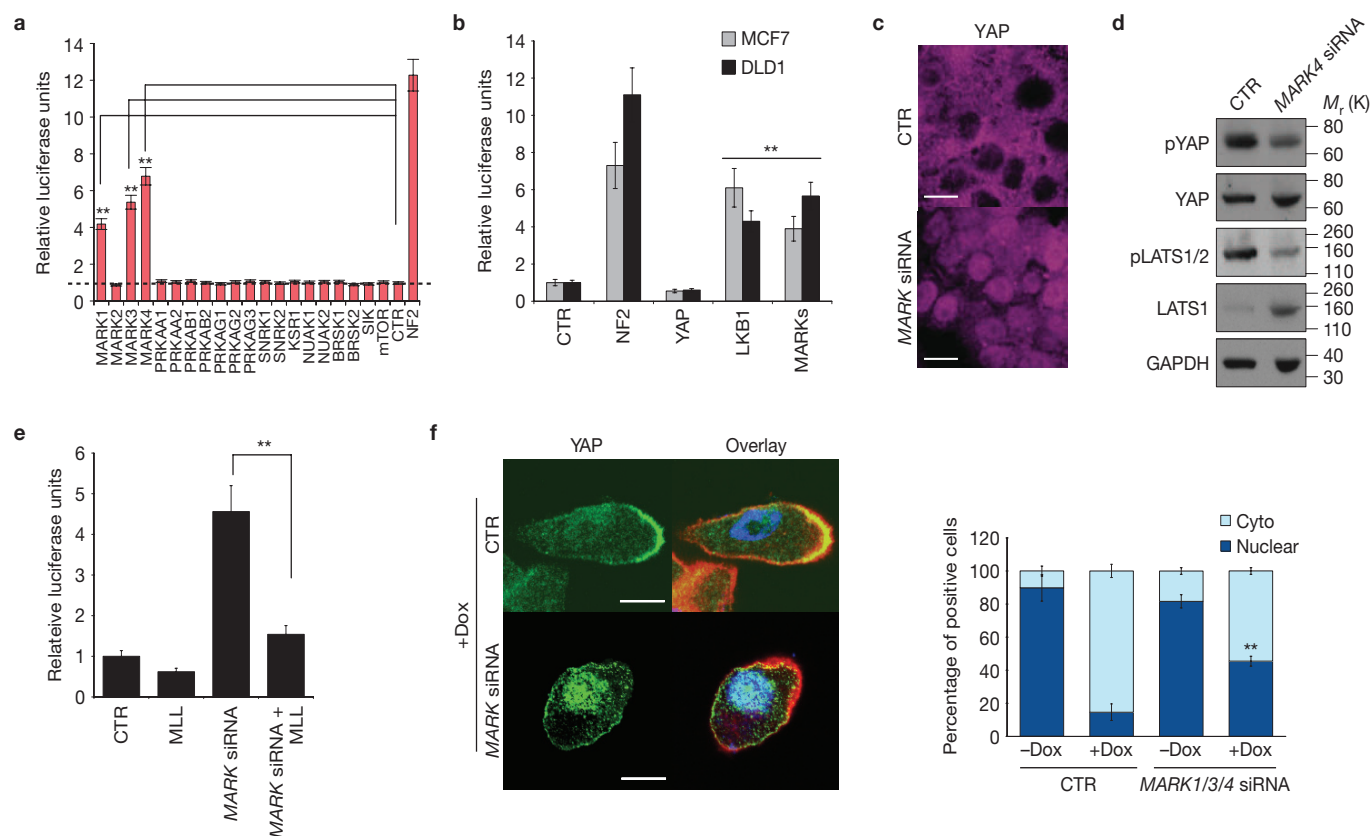 a
Relative luciferase units
14
12
10
8
6
4
2
0
**
**
**
MARK1
MARK2
MARK3
MARK4
PRKAA1
PRKAA2
PRKAB1
PRKAB2
PRKAG1
PRKAG2
PRKAG3
SNRK1
SNRK2
KSR1
NUAK1
NUAK2
BRSK1
BRSK2
SIK
mTOR
CTR
NF2
b
Relative luciferase units
14
12
10
8
6
4
2
0
MCF7
DLD1
**
CTR
NF2
YAP
LKB1
MARKs
c
YAP
CTR
MARK siRNA
d
CTR
MARK4 siRNA
Mr (K)
pYAP
80
60
YAP
80
60
pLATS1/2
260
160
110
LATS1
260
160
110
GAPDH
40
30
e
Relateive luciferase units
6
5
4
3
2
1
0
**
CTR
MLL
MARK siRNA
MARK siRNA +
MLL
f
YAP
Overlay
+Dox
CTR
MARK siRNA
Cyto
Nuclear
Percentage of positive cells
120
100
80
60
40
20
0
**
–Dox
+Dox
–Dox
+Dox
CTR
MARK1/3/4 siRNA